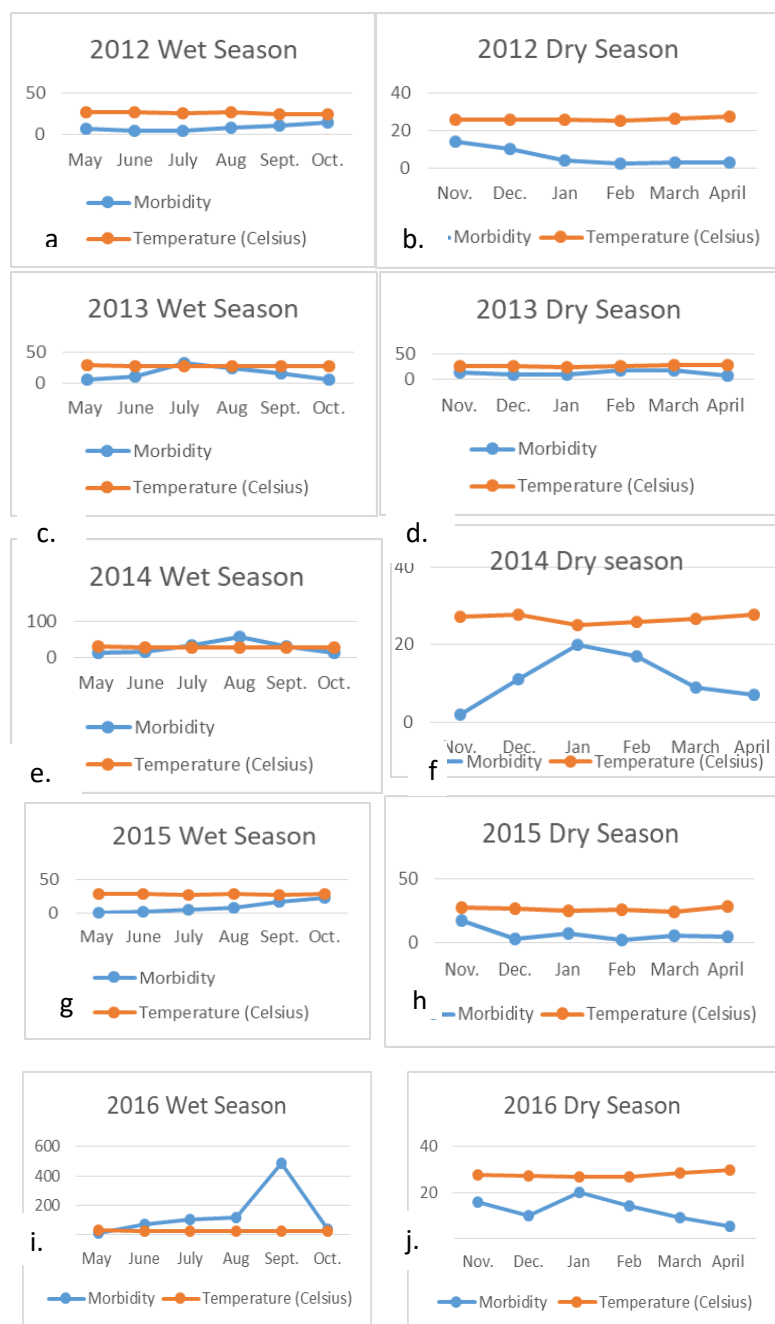 2012 Wet Season
50
0
May June July Aug Sept. Oct.
Morbidity
Temperature (Celsius)
a
2012 Dry Season
40
20
0
Nov. Dec. Jan Feb March April
b. Morbidity Temperature (Celsius)
2013 Wet Season
50
0
May June July Aug Sept. Oct.
Morbidity
Temperature (Celsius)
c.
2013 Dry Season
50
0
Nov. Dec. Jan Feb March April
Morbidity
Temperature (Celsius)
d.
2014 Wet Season
100
0
May June July Aug Sept. Oct.
Morbidity
Temperature (Celsius)
e.
2014 Dry season
40
20
0
Nov. Dec. Jan Feb March April
f Morbidity Temperature (Celsius)
2015 Wet Season
50
0
May June July Aug Sept. Oct.
Morbidity
g
Temperature (Celsius)
2015 Dry Season
50
0
Nov. Dec. Jan Feb March April
h Morbidity Temperature (Celsius)
2016 Wet Season
600
400
200
i. May June July Aug Sept. Oct.
Morbidity Temperature (Celsius)
2016 Dry Season
40
20
j. Nov. Dec. Jan Feb March April
Morbidity Temperature (Celsius)